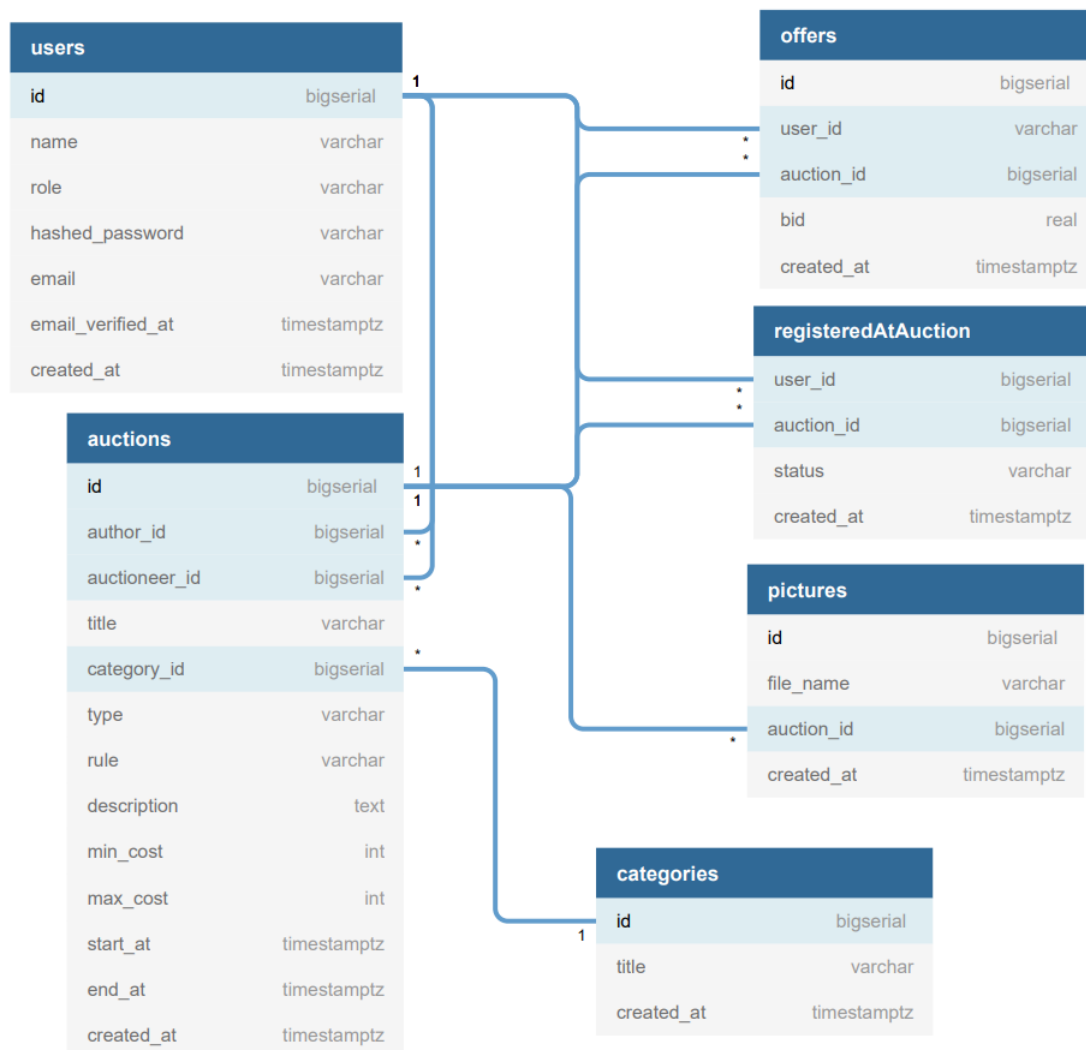 users
id bigserial
name varchar
role varchar
hashed_password varchar
email varchar
email_verified_at timestamptz
created_at timestamptz
1
offers
id bigserial
user_id varchar
*
*
auction_id bigserial
bid real
created_at timestamptz
registeredAtAuction
user_id bigserial
*
*
auction_id bigserial
status varchar
created_at timestamptz
auctions
id bigserial
1
1
author_id bigserial
*
auctioneer_id bigserial
*
title varchar
*
category_id bigserial
type varchar
rule varchar
description text
min_cost int
max_cost int
start_at timestamptz
end_at timestamptz
created_at timestamptz
pictures
id bigserial
file_name varchar
auction_id bigserial
*
created_at timestamptz
categories
id bigserial
1
title varchar
created_at timestamptz